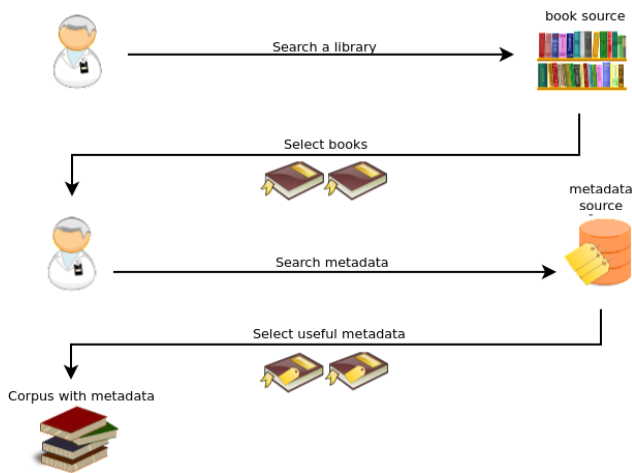 book source
Search a library
Select books
metadata
source
Search metadata
Select useful metadata
Corpus with metadata